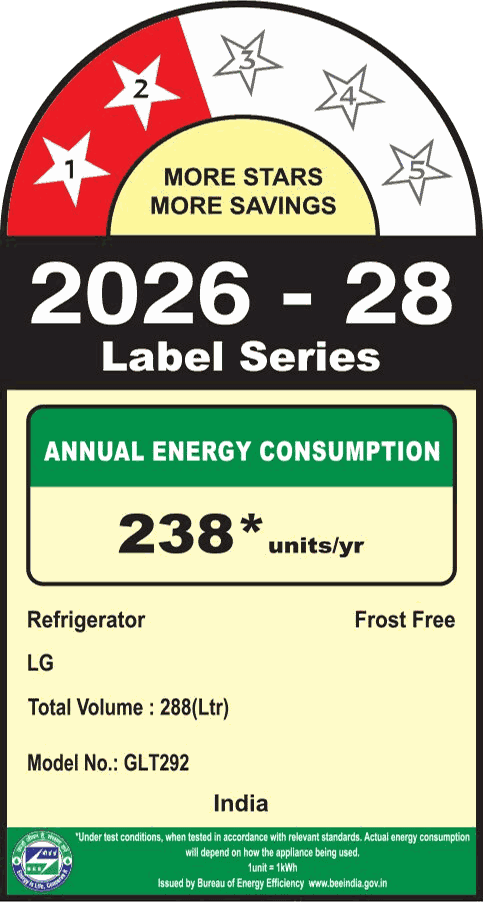 1
2
3
4
5
MORE STARS
MORE SAVINGS
2026 - 28
Label Series
ANNUAL ENERGY CONSUMPTION
238* units/yr
Refrigerator Frost Free
LG
Total Volume : 288(Ltr)
Model No.: GLT292
India
*Under test conditions, when tested in accordance with relevant standards. Actual energy consumption
will depend on how the appliance being used.
1unit = 1kWh
Issued by Bureau of Energy Efficiency www.beeindia.gov.in